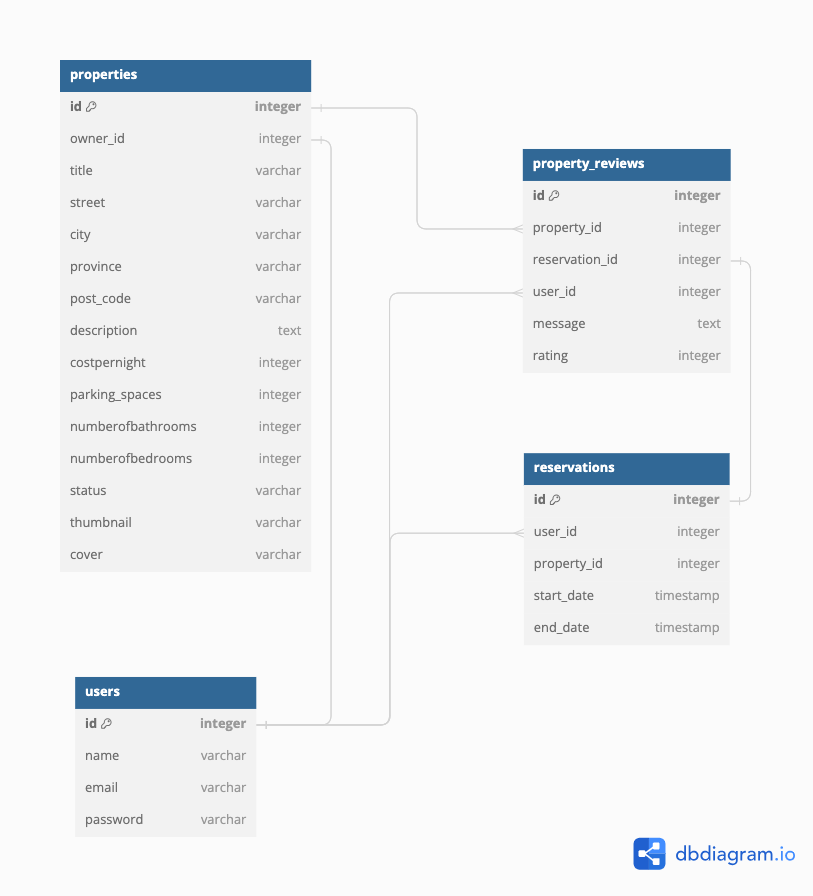 properties
id integer
owner_id integer
title varchar
street varchar
city varchar
province varchar
post_code varchar
description text
costpernight integer
parking_spaces integer
numberofbathrooms integer
numberofbedrooms integer
status varchar
thumbnail varchar
cover varchar
property_reviews
id integer
property_id integer
reservation_id integer
user_id integer
message text
rating integer
reservations
id integer
user_id integer
property_id integer
start_date timestamp
end_date timestamp
users
id integer
name varchar
email varchar
password varchar
dbdiagram.io